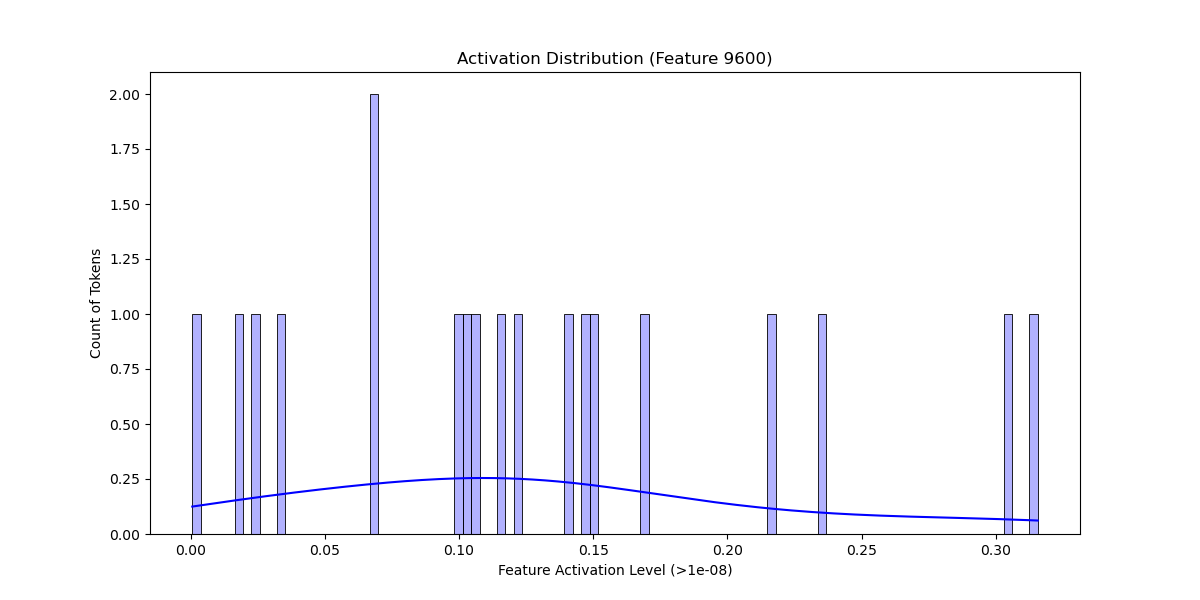 Activation Distribution (Feature 9600)
Count of Tokens
2.00
1.75
1.50
1.25
1.00
0.75
0.50
0.25
0.00
0.00 0.05 0.10 0.15 0.20 0.25 0.30
Feature Activation Level (>1e-08)